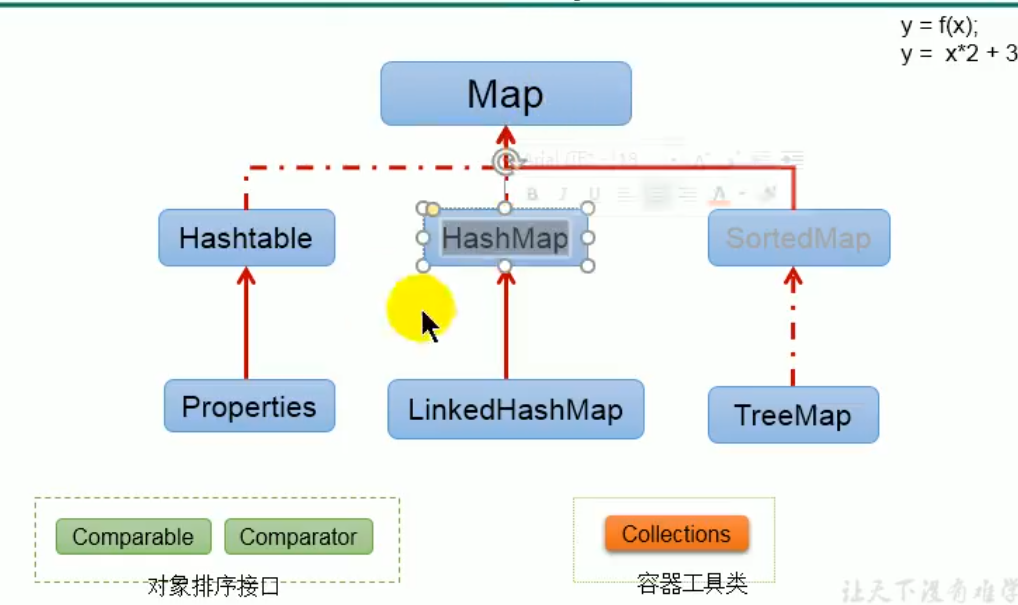 y = f(x);
y = x*2 + 3
Map
B I U A
Hashtable
HashMap
SortedMap
Properties
LinkedHashMap
TreeMap
Comparable
Comparator
Collections
对象排序接口
容器工具类
让天下没有难学